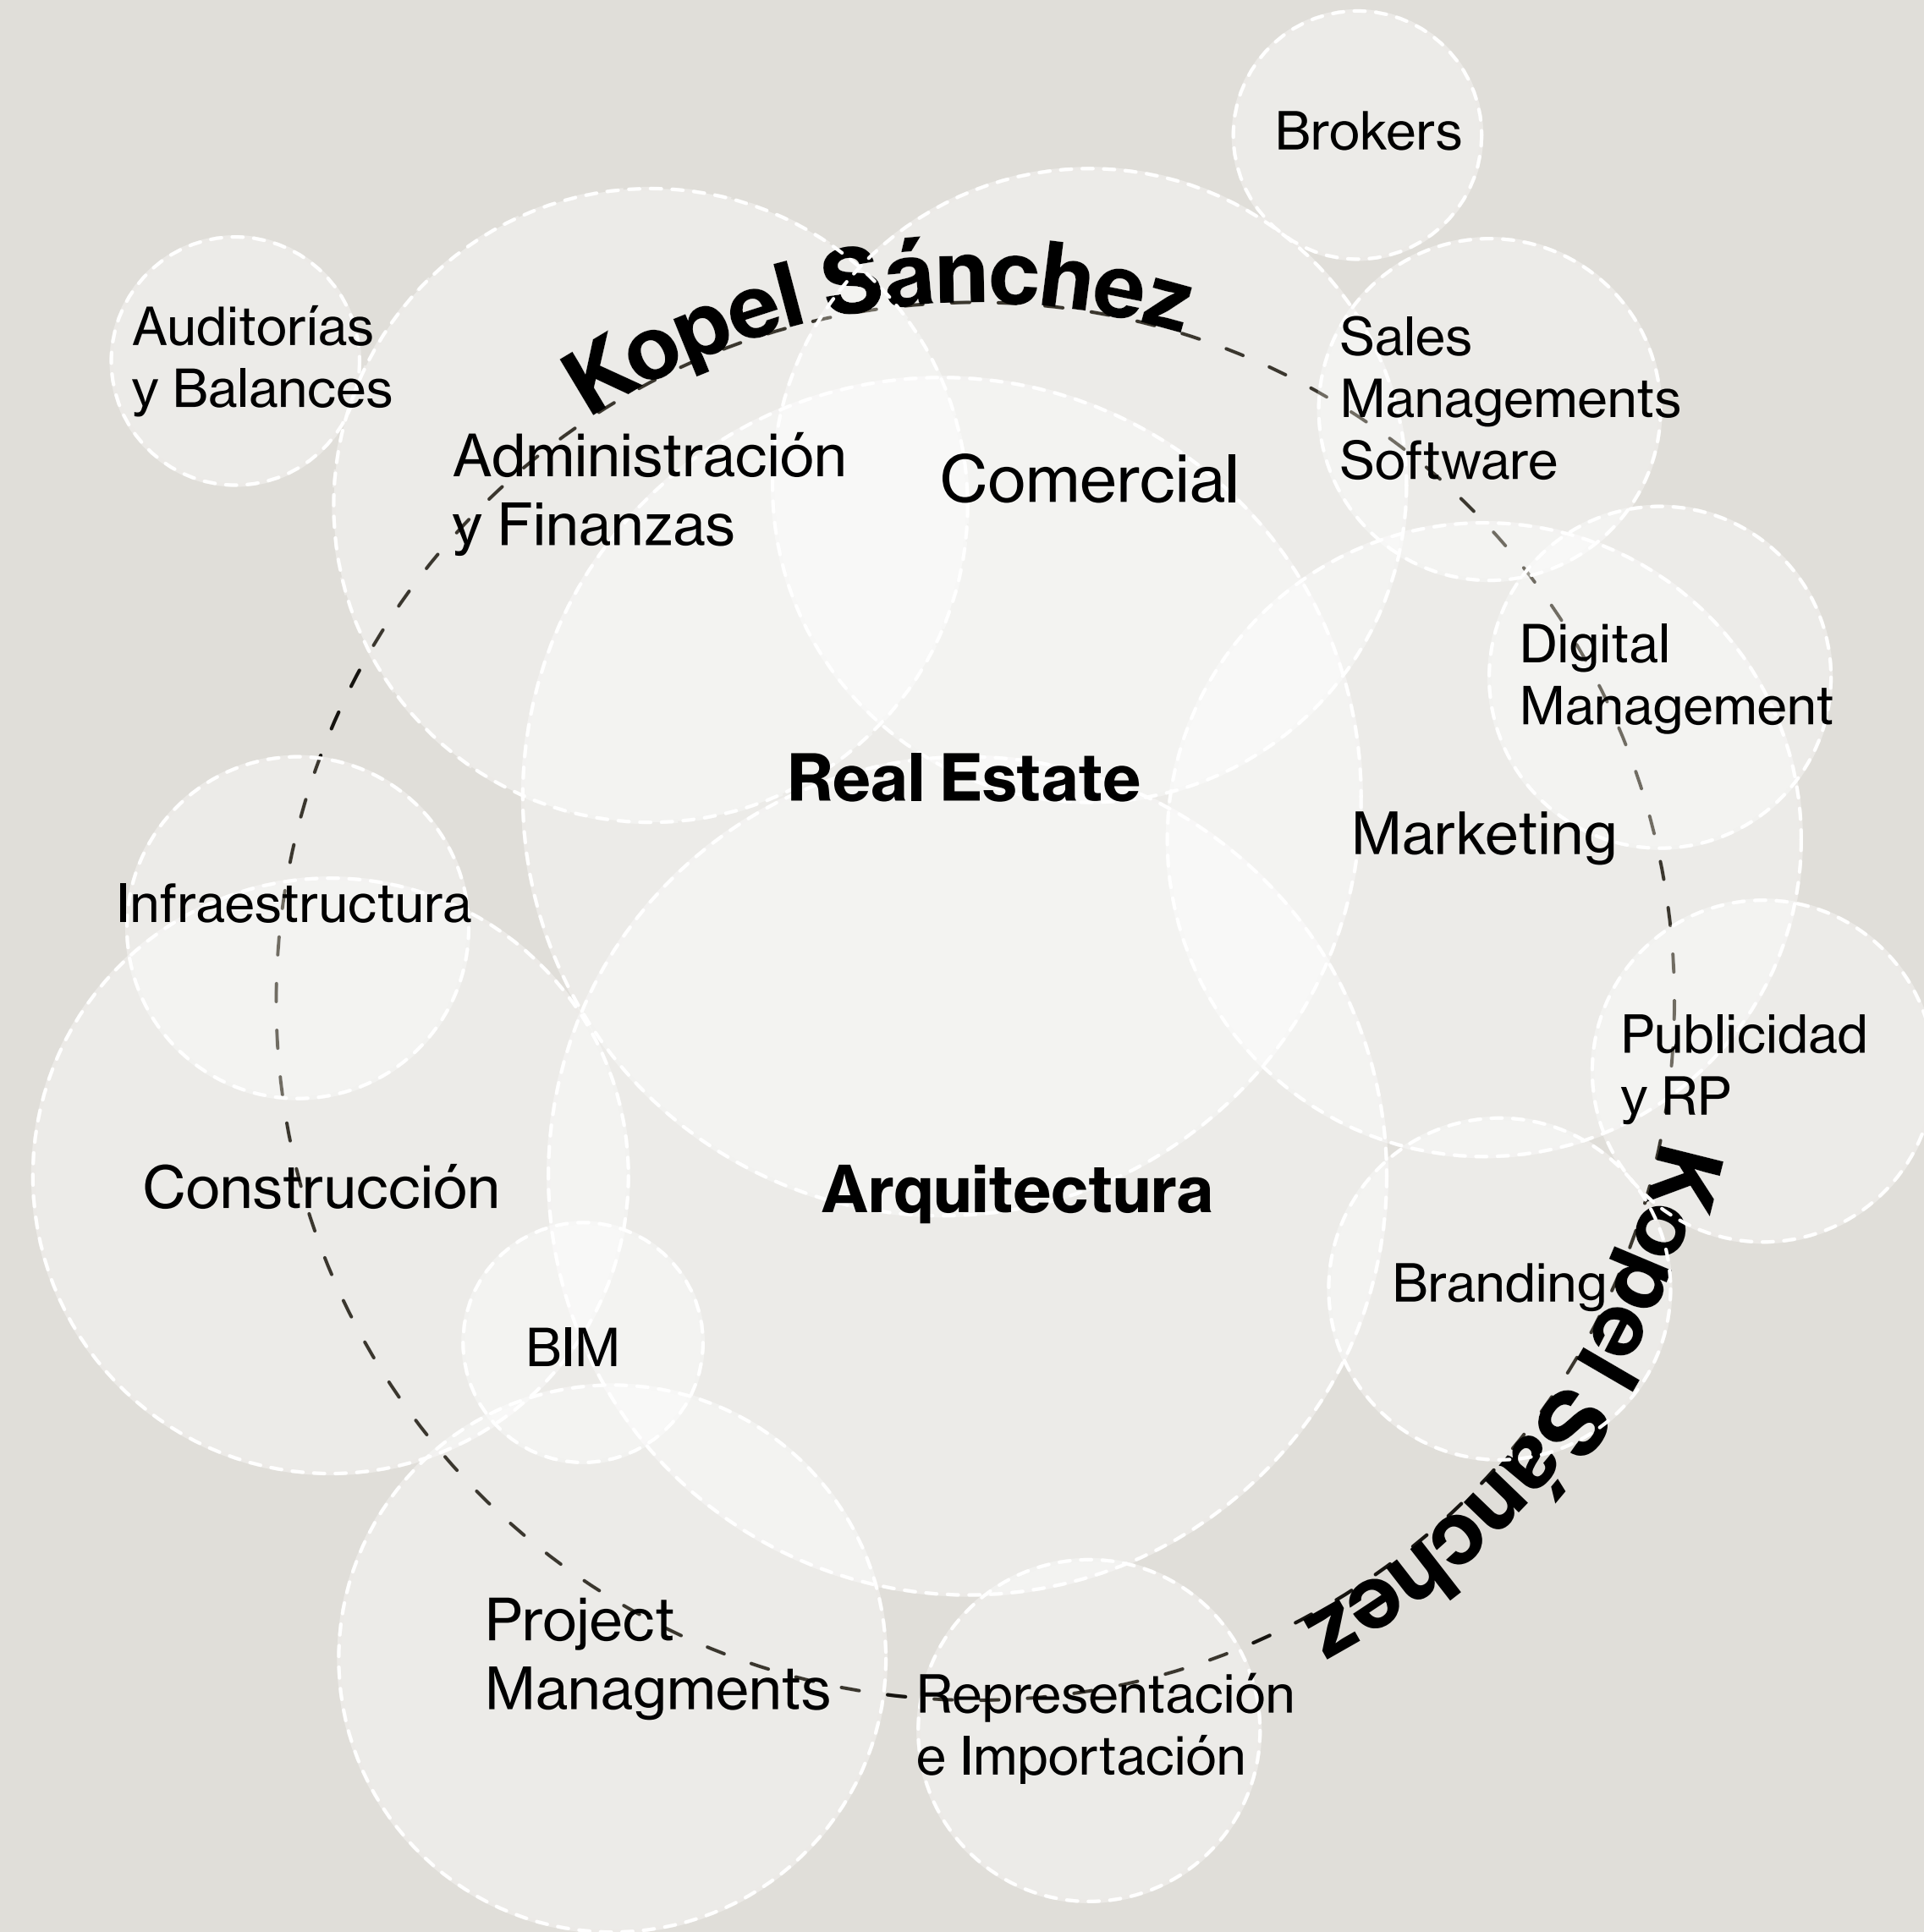 Brokers
Kopel Sánchez
Auditorías
y Balances
Sales
Managements
Software
Administración
y Finanzas
Comercial
Digital
Management
Real Estate
Marketing
Infraestructura
Publicidad
y RP
Construcción
Arquitectura
Kopel Sánchez
Branding
BIM
Project
Managments
Representación
e Importación